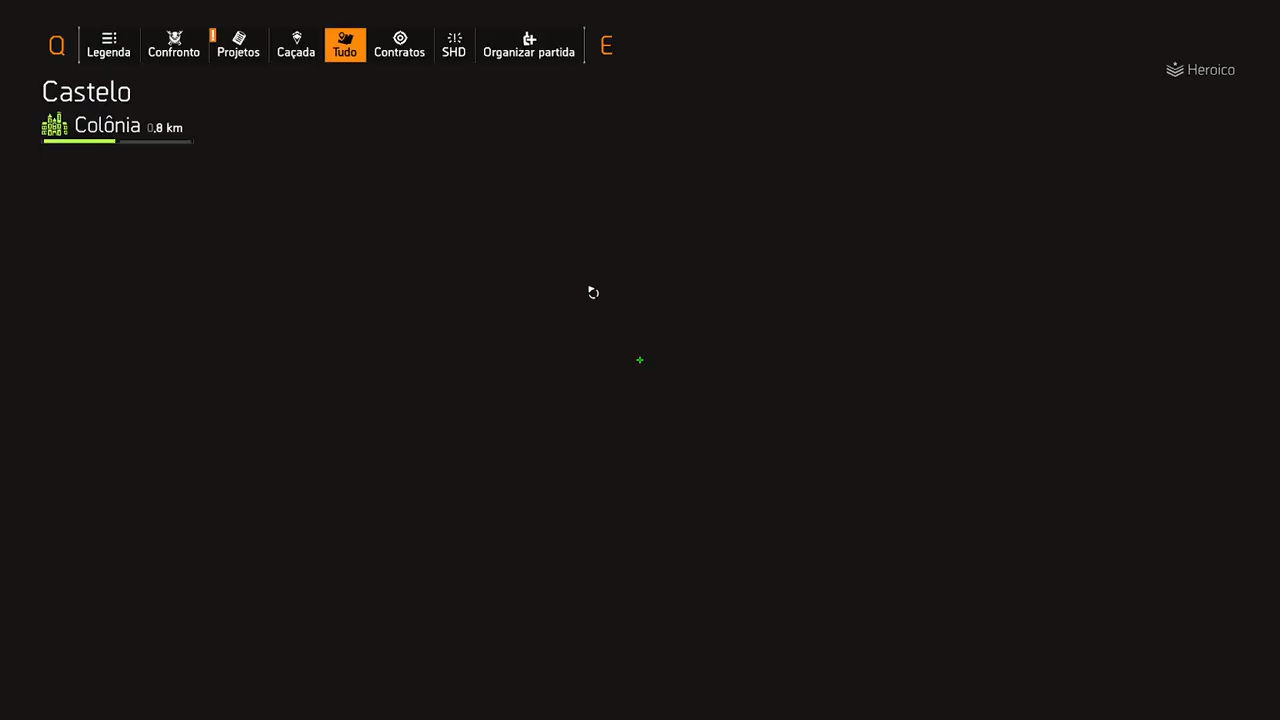 Q Legenda Confronto Projetos Caçada Tudo Contratos SHD Organizar partida E
Heroico
Castelo
Colônia 0,8 km